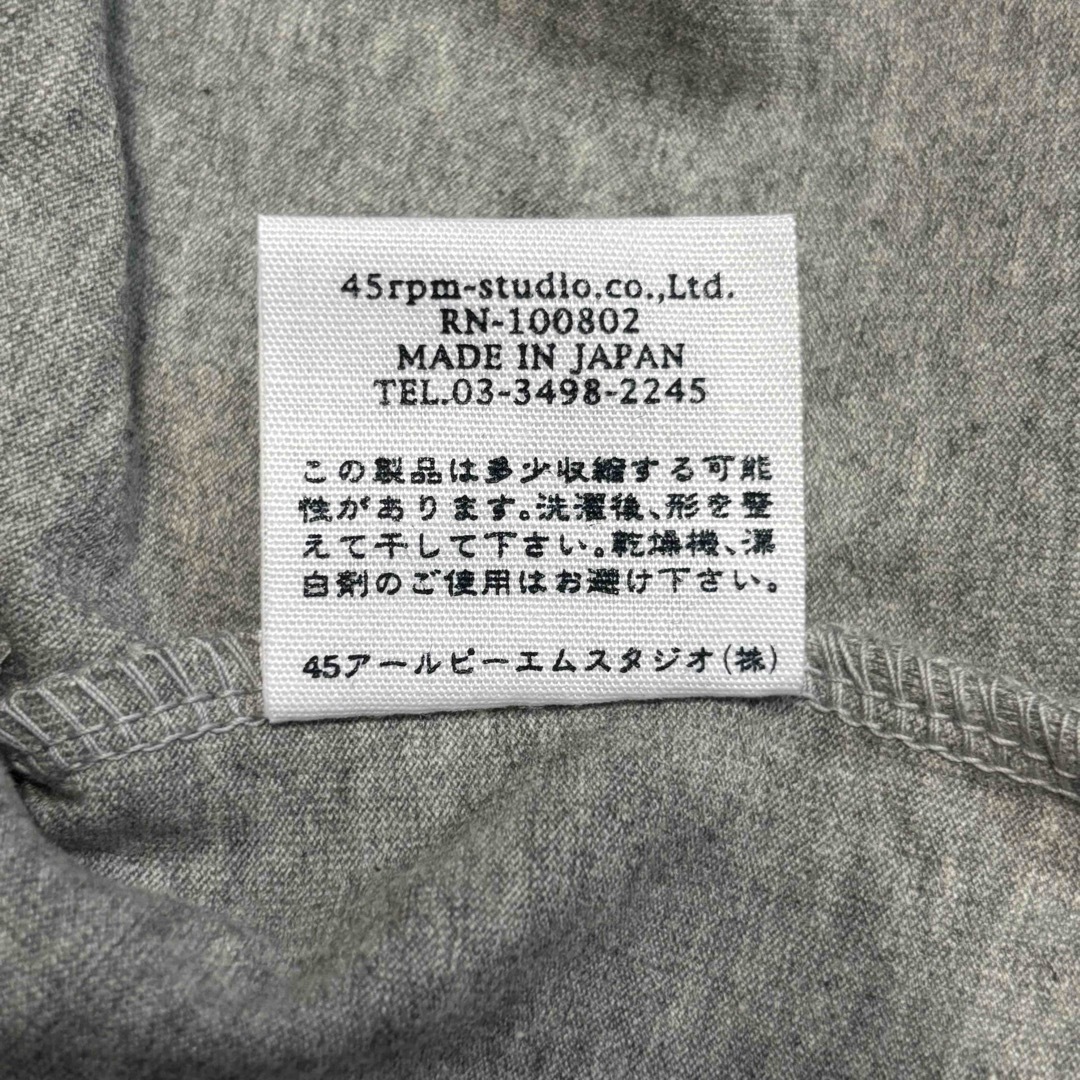 45rpm-studio.co.,Ltd.
RN-100802
MADE IN JAPAN
TEL.03-3498-2245
この製品は多少収縮する可能
性があります。洗濯後、形を整
えて干して下さい。乾燥機、漂
白剤のご使用はお避け下さい。
45アールピーエムスタジオ(株)